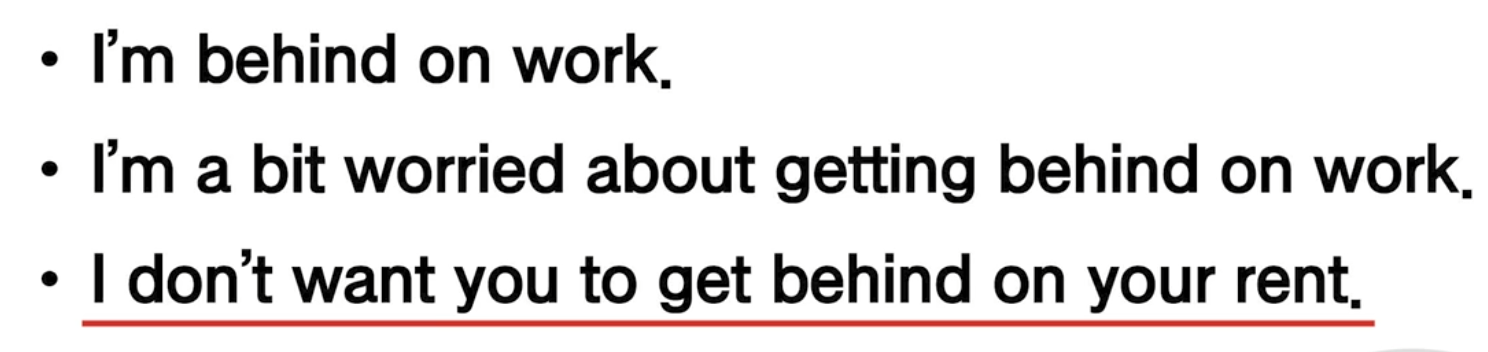 • I'm behind on work.
• I'm a bit worried about getting behind on work.
• I don't want you to get behind on your rent.